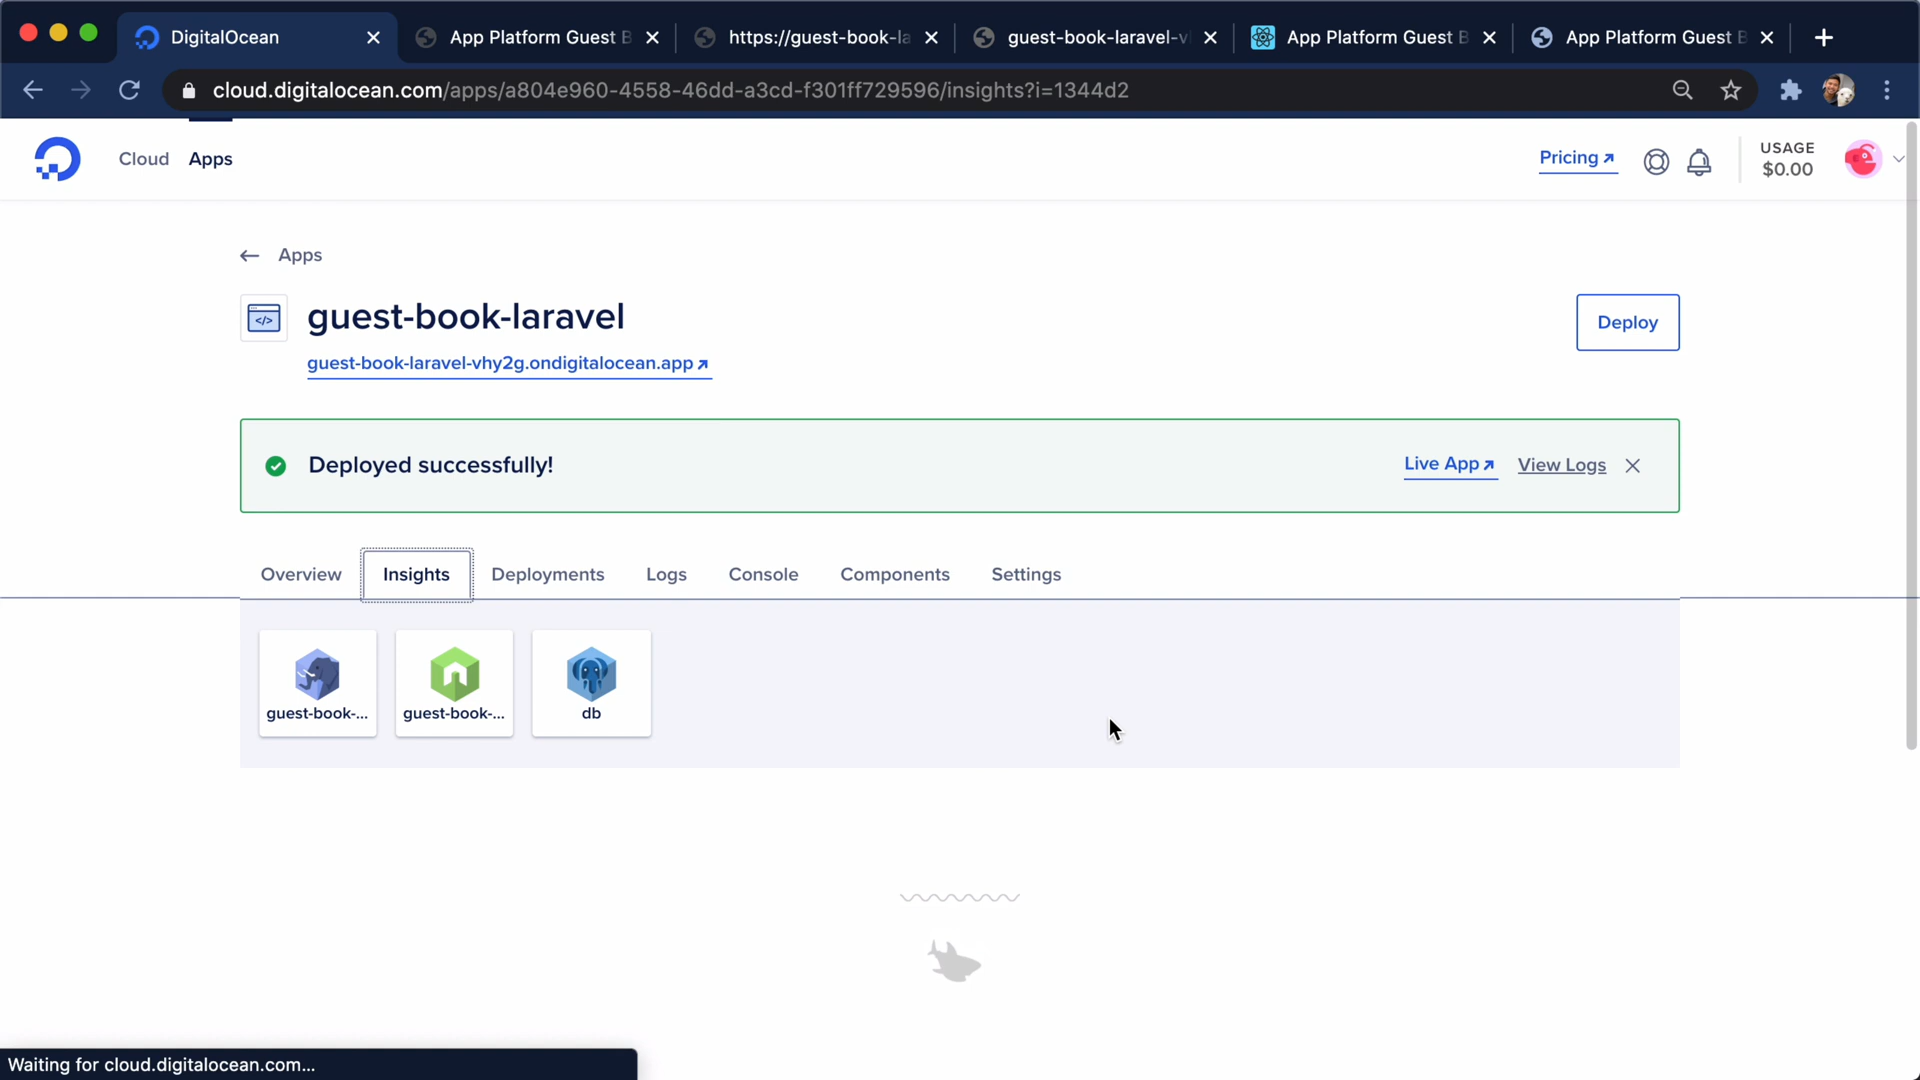 DigitalOcean
App Platform Guest B
https://guest-book-la
guest-book-laravel-v
App Platform Guest B
App Platform Guest B
cloud.digitalocean.com/apps/a804e960-4558-46dd-a3cd-f301ff729596/insights?i=1344d2
Cloud
Apps
Pricing
USAGE
$0.00
Apps
guest-book-laravel
guest-book-laravel-vhy2g.ondigitalocean.app
Deploy
Deployed successfully!
Live App
View Logs
Overview
Insights
Deployments
Logs
Console
Components
Settings
guest-book-...
guest-book-...
db
Waiting for cloud.digitalocean.com...